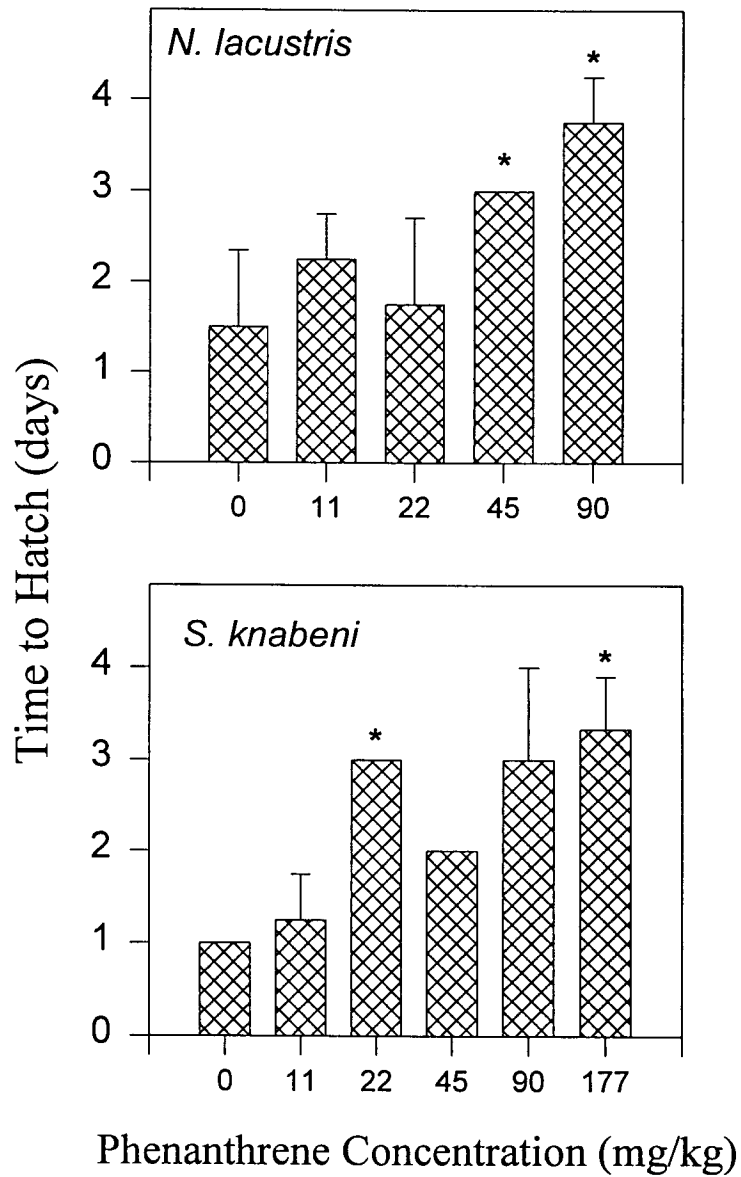 N. lacustris
*
*
4
3
2
1
0
0 11 22 45 90
Time to Hatch (days)
S. knabeni
*
*
4
3
2
1
0
0 11 22 45 90 177
Phenanthrene Concentration (mg/kg)